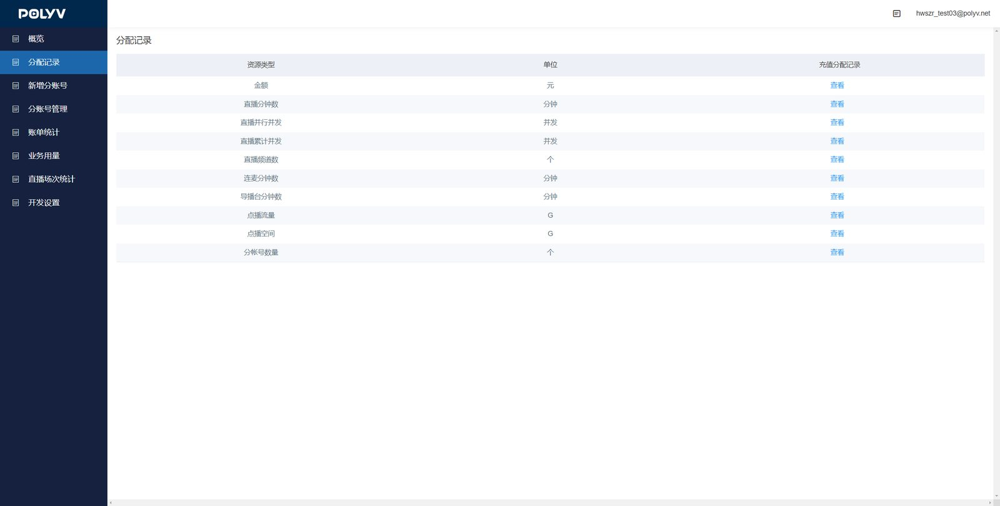 POLYV
hwszr_test03@polyv.net
概览
分配记录
新增分账号
分账号管理
账单统计
业务用量
直播场次统计
开发设置
分配记录
资源类型 单位 充值分配记录
金额 元 查看
直播分钟数 分钟 查看
直播并行并发 并发 查看
直播累计并发 并发 查看
直播频道数 个 查看
连麦分钟数 分钟 查看
导播台分钟数 分钟 查看
点播流量 G 查看
点播空间 G 查看
分帐号数量 个 查看